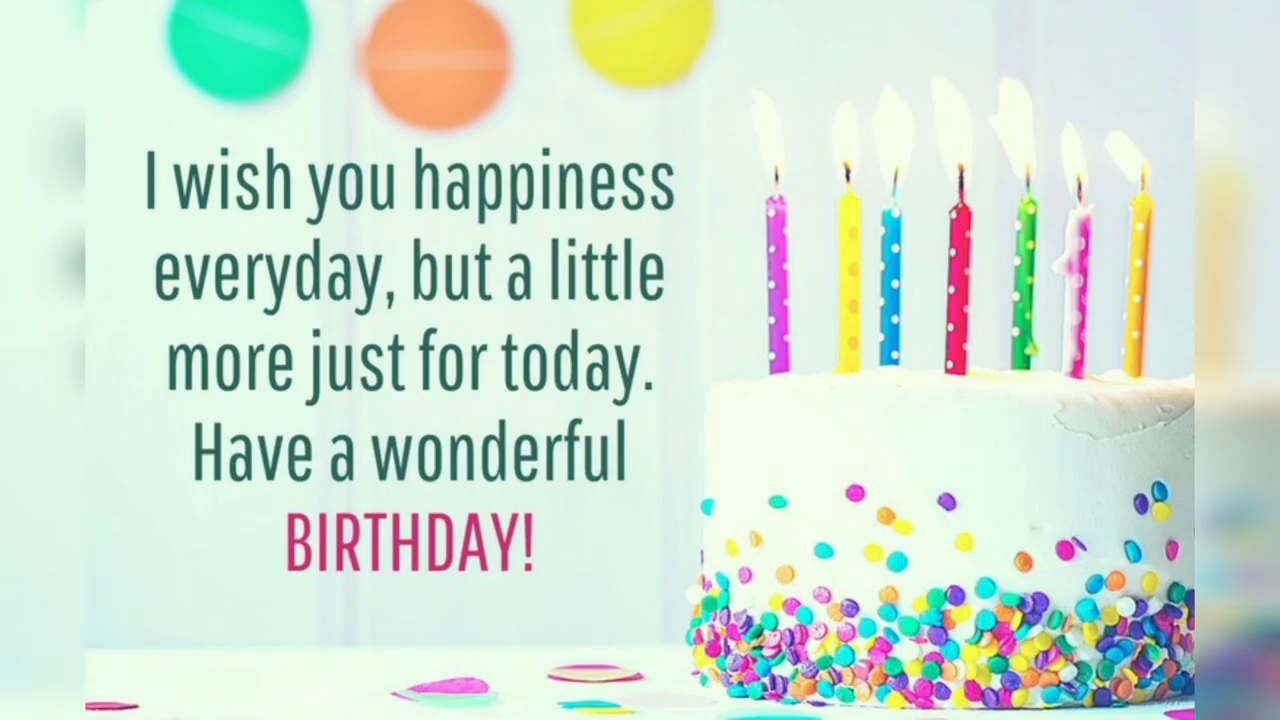 I wish you happiness
everyday, but a little
more just for today.
Have a wonderful
BIRTHDAY!